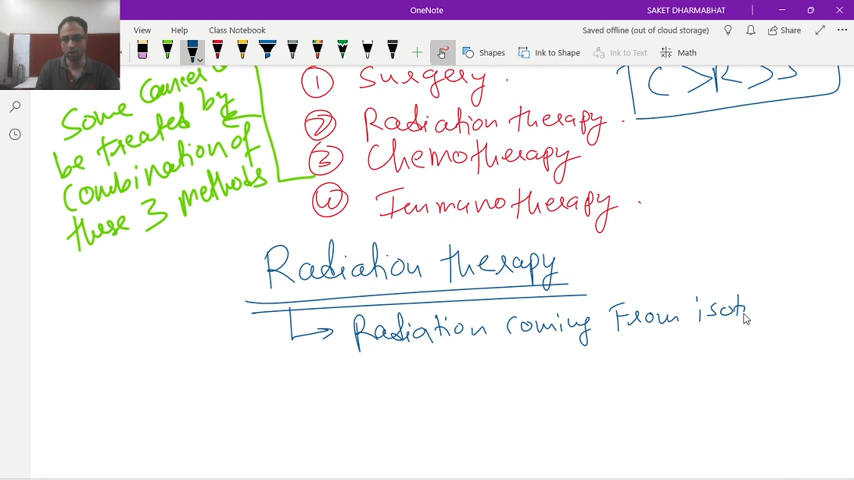 OneNote
SAKET DHARMABHAT
View Help Class Notebook
Saved offline (out of cloud storage)
Share
Shapes
Ink to Shape
Ink to Text
Math
Some Cancer
be treated by
Combination of
these 3 methods
① Surgery.
② Radiation therapy.
③ Chemotherapy
④ Immunotherapy.
C > R > S
Radiation therapy
Radiation coming From isot